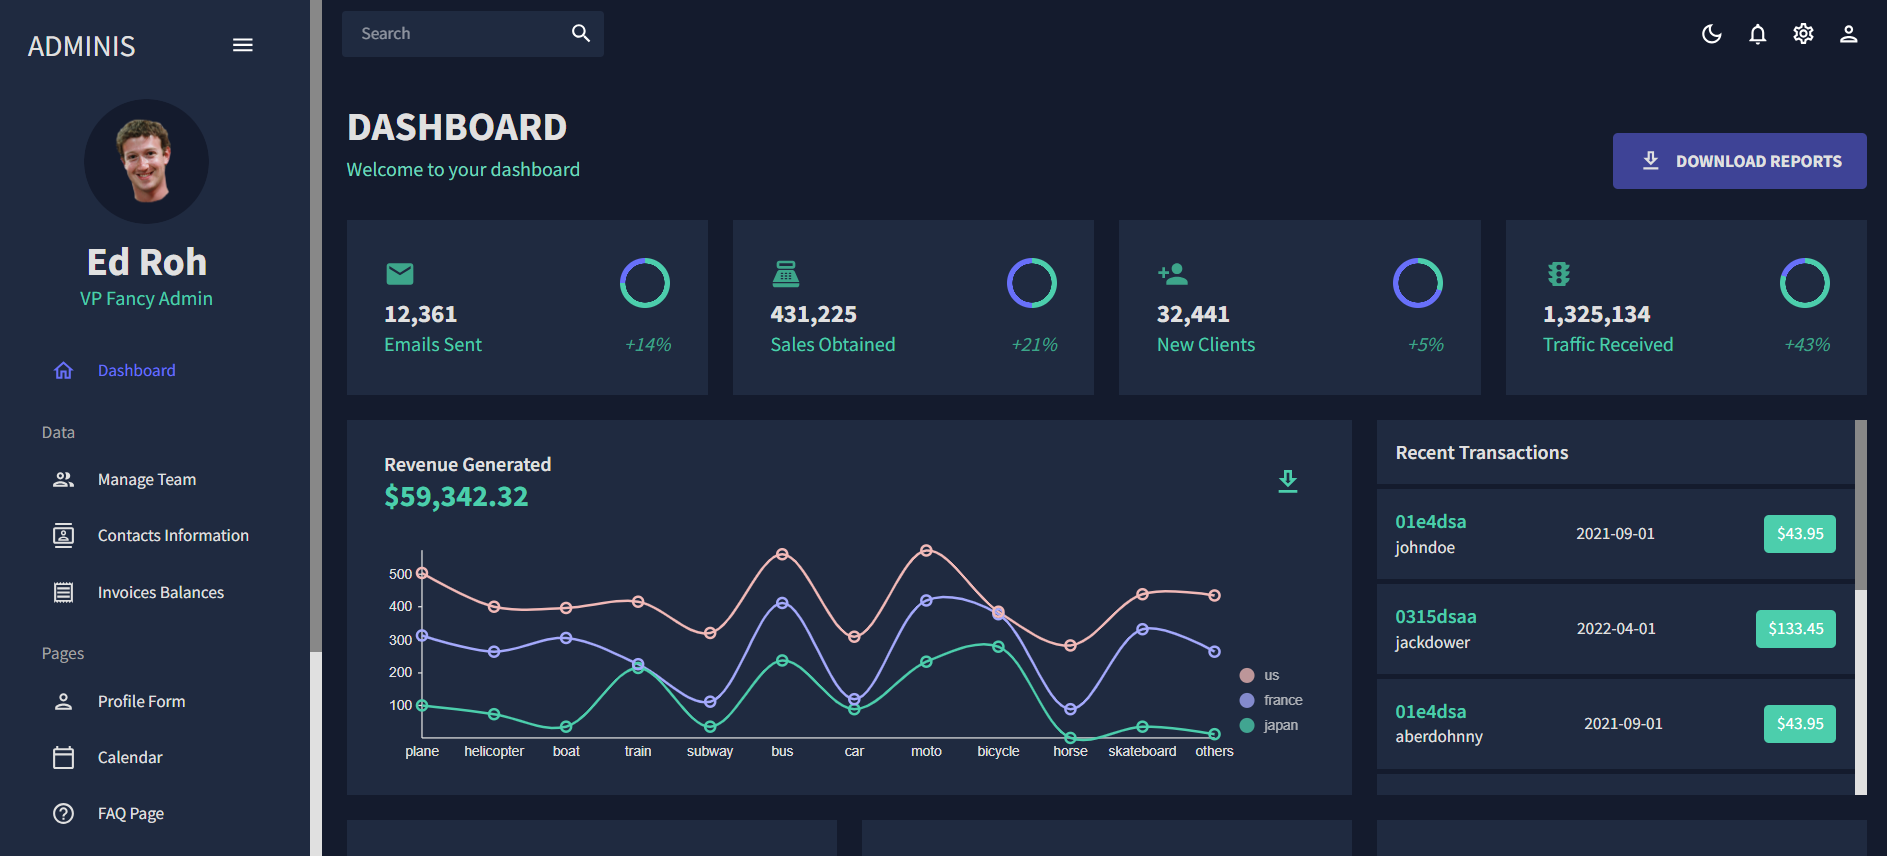 ADMINIS
Search
Ed Roh
VP Fancy Admin
Dashboard
Data
Manage Team
Contacts Information
Invoices Balances
Pages
Profile Form
Calendar
FAQ Page
DASHBOARD
Welcome to your dashboard
DOWNLOAD REPORTS
12,361
Emails Sent
+14%
431,225
Sales Obtained
+21%
32,441
New Clients
+5%
1,325,134
Traffic Received
+43%
Revenue Generated
$59,342.32
500
400
300
200
100
plane helicopter boat train subway bus car moto bicycle horse skateboard others
us
france
japan
Recent Transactions
01e4dsa
johndoe
2021-09-01
$43.95
0315dsaa
jackdower
2022-04-01
$133.45
01e4dsa
aberdohnny
2021-09-01
$43.95